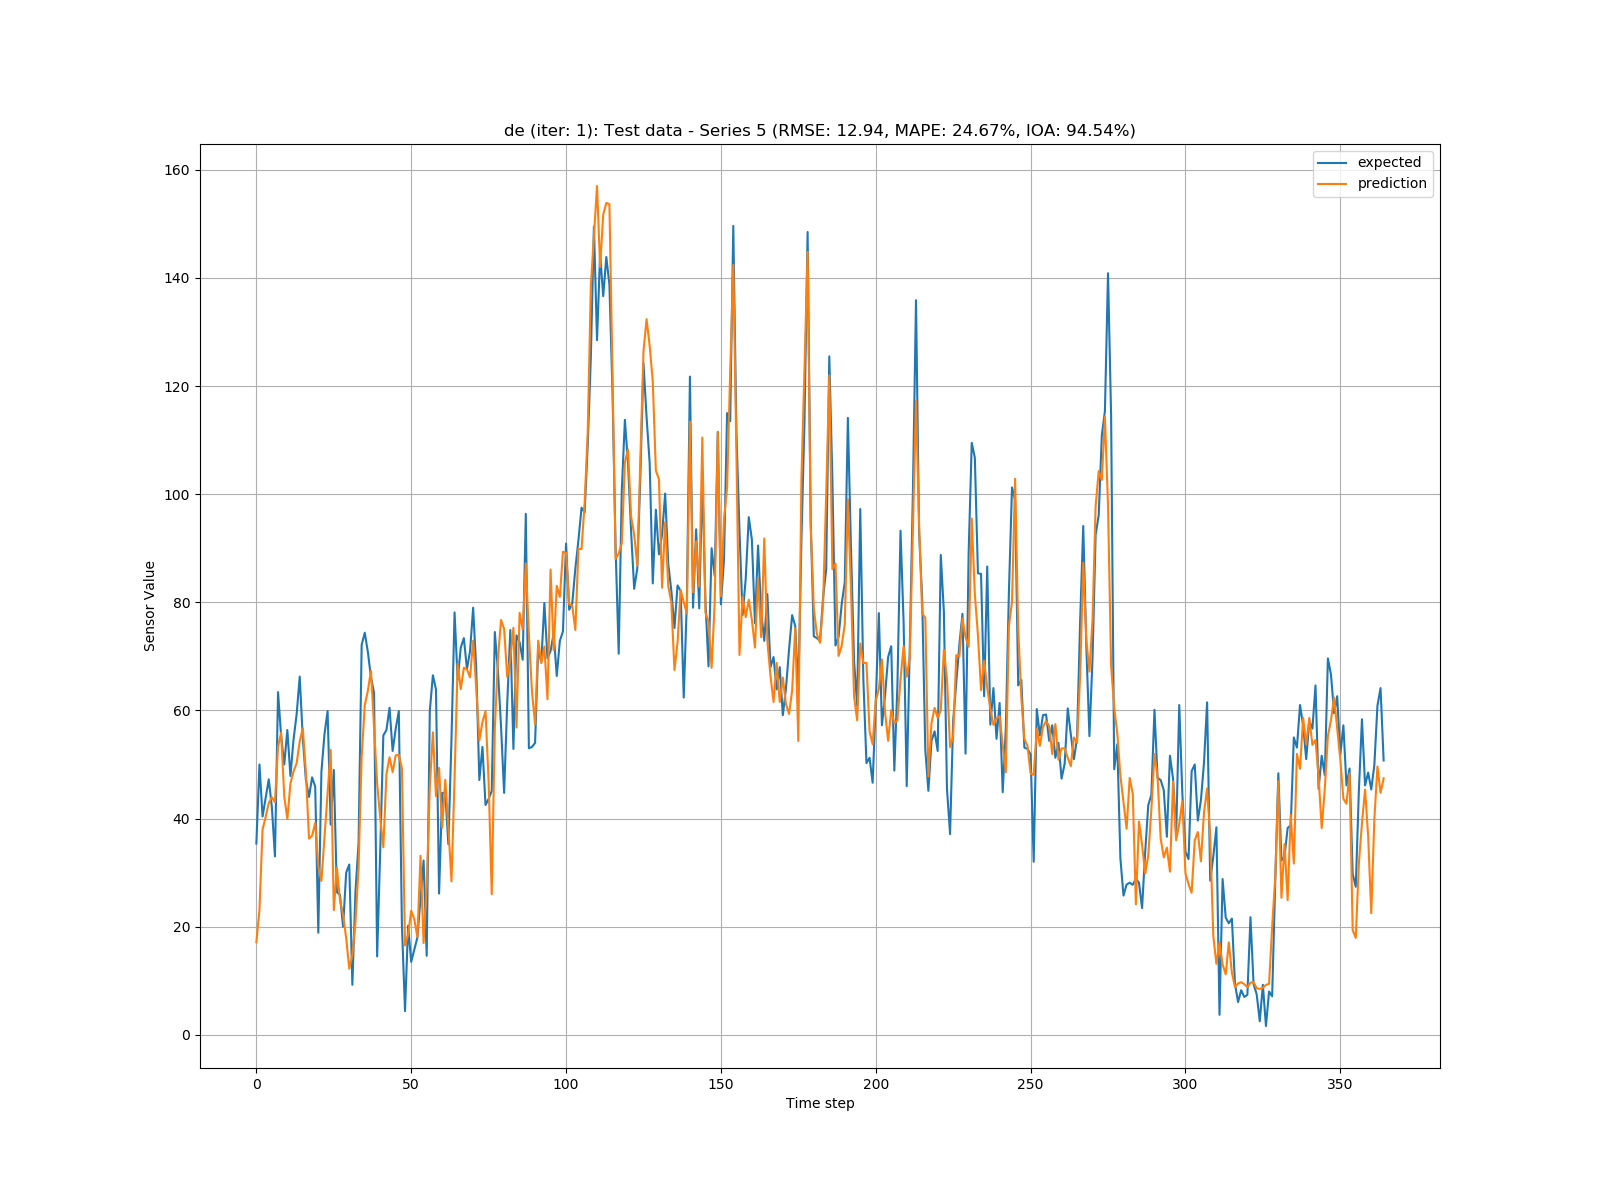 de (iter: 1): Test data - Series 5 (RMSE: 12.94, MAPE: 24.67%, IOA: 94.54%)
expected
prediction
160
140
120
100
80
60
40
20
0
Sensor Value
0 50 100 150 200 250 300 350
Time step